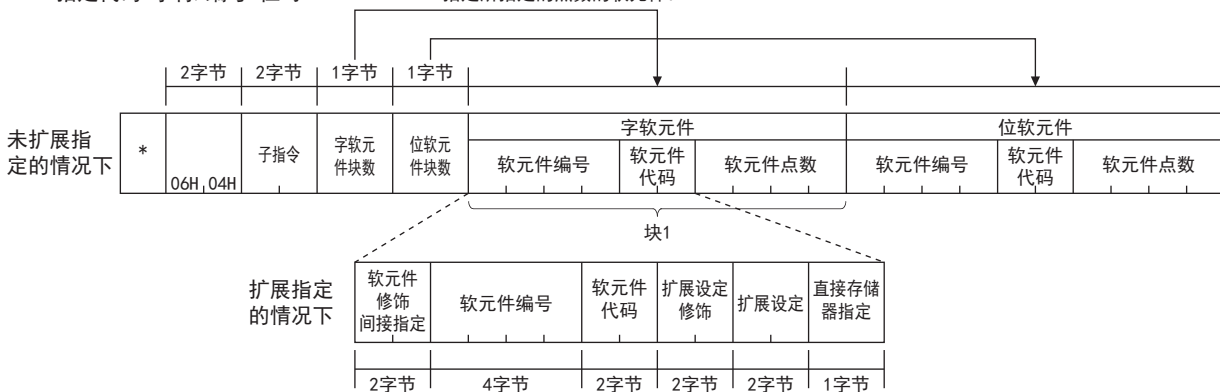 2字节 2字节 1字节 1字节
未扩展指定的情况下
*
06H 04H
子指令
字软元件块数
位软元件块数
字软元件
软元件编号
软元件代码
软元件点数
位软元件
软元件编号
软元件代码
软元件点数
块1
扩展指定的情况下
软元件修饰间接指定
软元件编号
软元件代码
扩展设定修饰
扩展设定
直接存储器指定
2字节 4字节 2字节 2字节 2字节 1字节